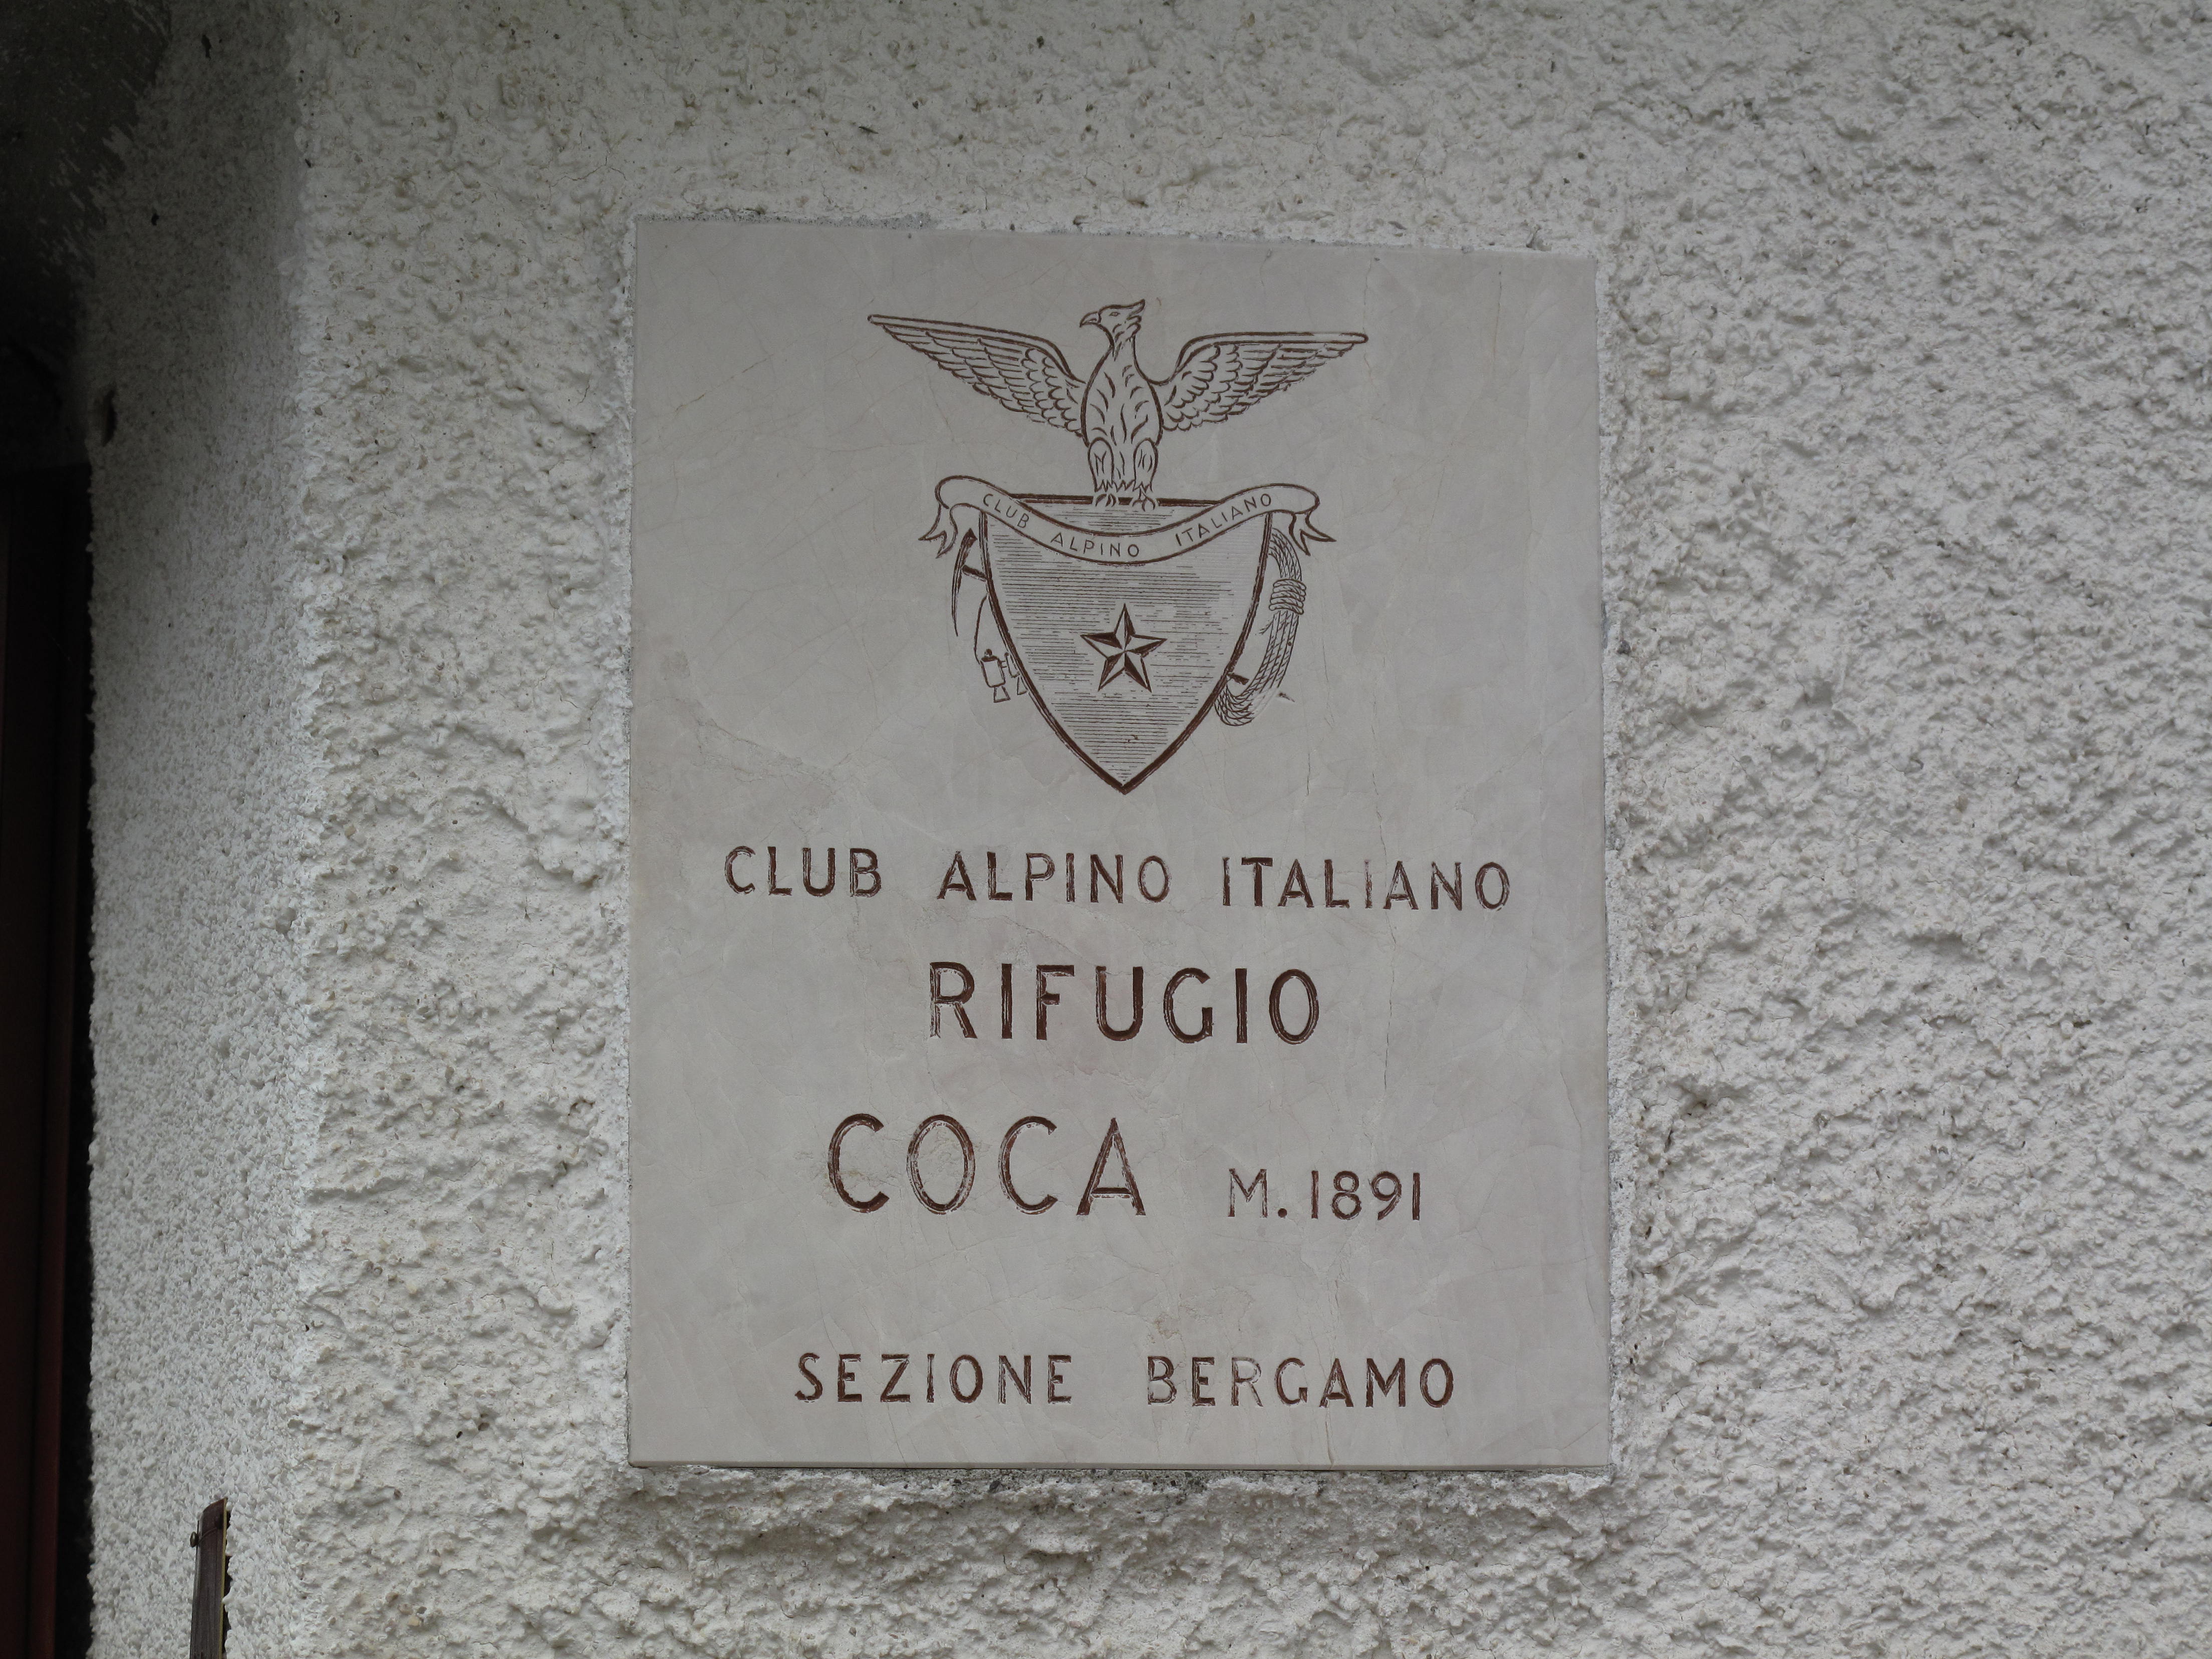 CLUB ALPINO ITALIANO
CLUB ALPINO ITALIANO
RIFUGIO
COCA M. 1891
SEZIONE BERGAMO